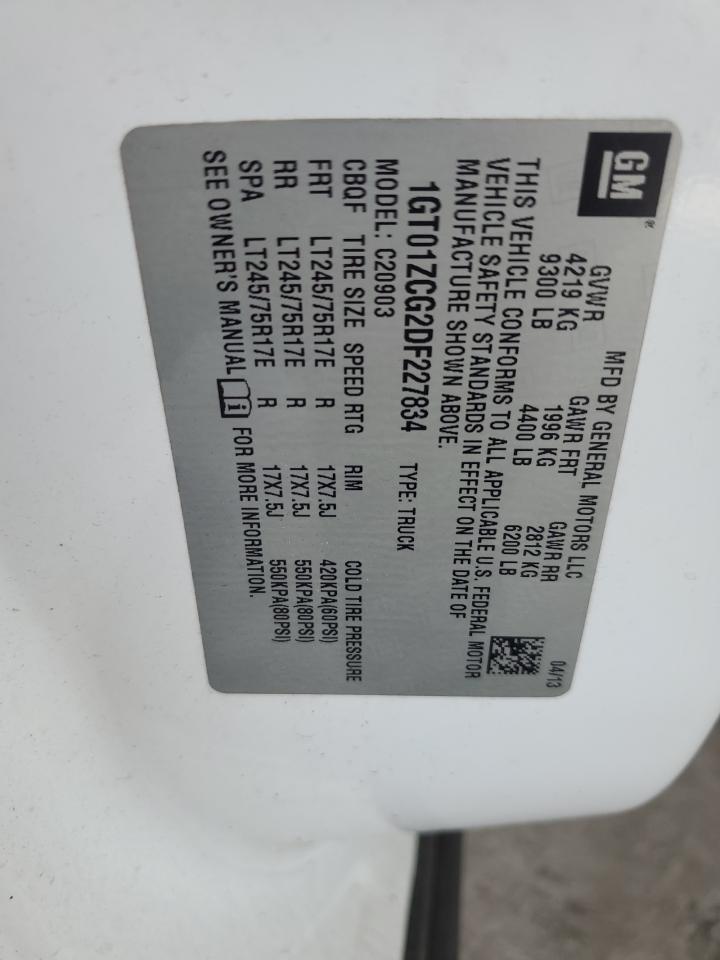 GM®
MFD BY GENERAL MOTORS LLC 04/13
GVWR GAWR FRT GAWR RR
4219 KG 1996 KG 2812 KG
9300 LB 4400 LB 6200 LB
THIS VEHICLE CONFORMS TO ALL APPLICABLE U.S. FEDERAL MOTOR
VEHICLE SAFETY STANDARDS IN EFFECT ON THE DATE OF
MANUFACTURE SHOWN ABOVE.
1GT01ZCG2DF227834 TYPE: TRUCK
MODEL: C20903
CBQF TIRE SIZE SPEED RTG RIM COLD TIRE PRESSURE
FRT LT245/75R17E R 17X7.5J 420KPA(60PSI)
RR LT245/75R17E R 17X7.5J 550KPA(80PSI)
SPA LT245/75R17E R 17X7.5J 550KPA(80PSI)
SEE OWNER'S MANUAL i FOR MORE INFORMATION.